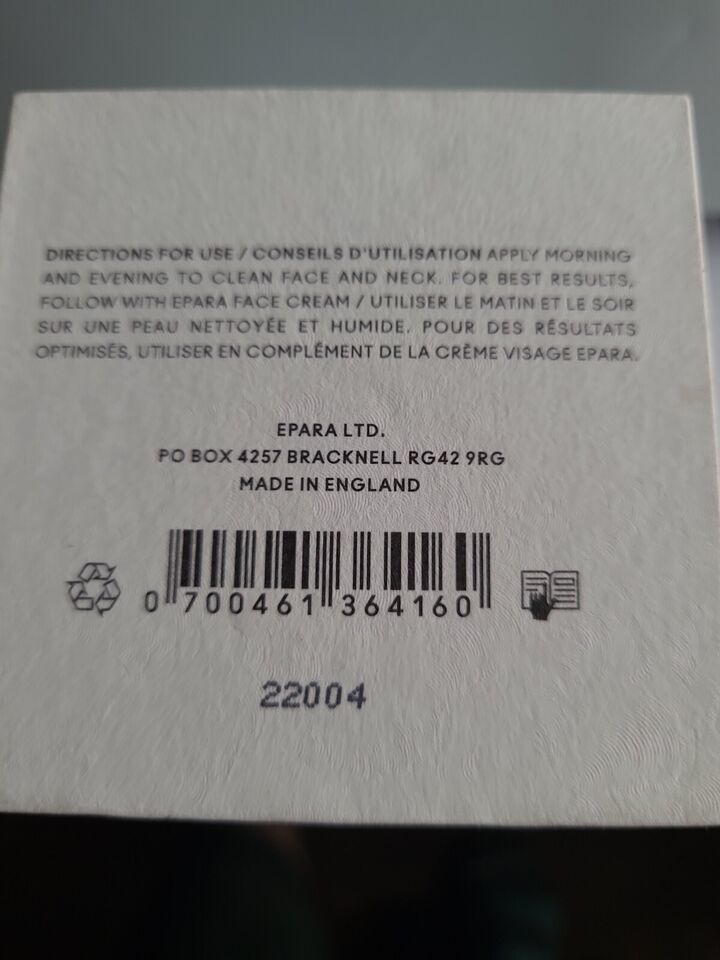 DIRECTIONS FOR USE / CONSEILS D'UTILISATION APPLY MORNING
AND EVENING TO CLEAN FACE AND NECK. FOR BEST RESULTS,
FOLLOW WITH EPARA FACE CREAM / UTILISER LE MATIN ET LE SOIR
SUR UNE PEAU NETTOYÉE ET HUMIDE. POUR DES RÉSULTATS
OPTIMISÉS, UTILISER EN COMPLÉMENT DE LA CRÈME VISAGE EPARA.
EPARA LTD.
PO BOX 4257 BRACKNELL RG42 9RG
MADE IN ENGLAND
0 700461 364160
22004